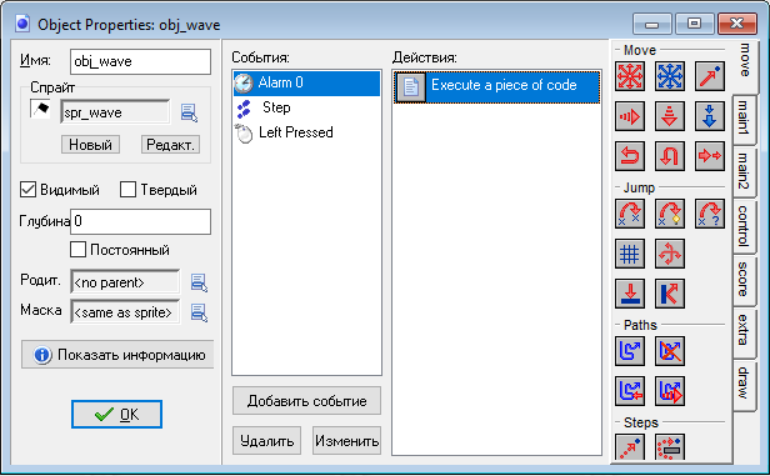 Object Properties: obj_wave
Имя: obj_wave
Спрайт
spr_wave
Новый Редакт.
Видимый Твердый
Глубина 0
Постоянный
Родит. <no parent>
Маска <same as sprite>
Показать информацию
OK
События:
Alarm 0
Step
Left Pressed
Добавить событие
Удалить Изменить
Действия:
Execute a piece of code
Move
Jump
Paths
Steps
move
main1
main2
control
score
extra
draw